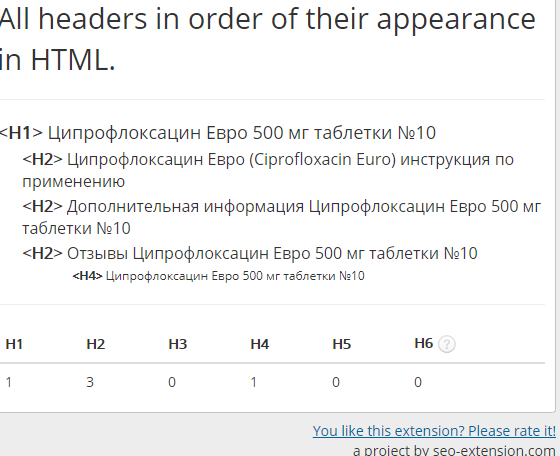 All headers in order of their appearance
in HTML.
<H1> Ципрофлоксацин Евро 500 мг таблетки №10
<H2> Ципрофлоксацин Евро (Ciprofloxacin Euro) инструкция по
применению
<H2> Дополнительная информация Ципрофлоксацин Евро 500 мг
таблетки №10
<H2> Отзывы Ципрофлоксацин Евро 500 мг таблетки №10
<H4> Ципрофлоксацин Евро 500 мг таблетки №10
H1 H2 H3 H4 H5 H6 ?
1 3 0 1 0 0
You like this extension? Please rate it!
a project by seo-extension.com